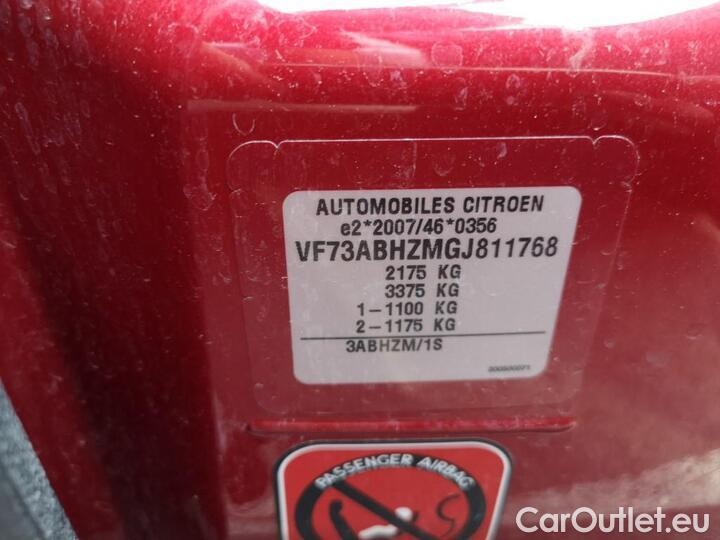 AUTOMOBILES CITROEN
e2*2007/46*0356
VF73ABHZMGJ811768
2175 KG
3375 KG
1-1100 KG
2-1175 KG
3ABHZM/1S
PASSENGER AIRBAG
CarOutlet.eu